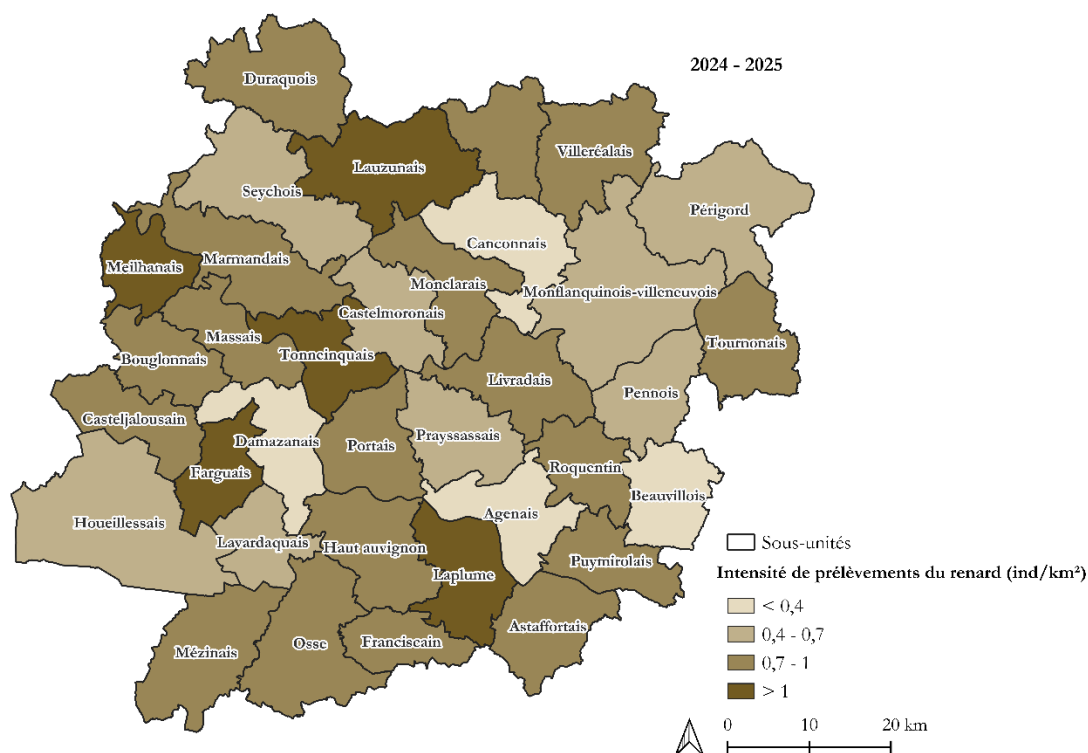 Duraquois
2024 - 2025
Villeréalais
Lauzunais
Seychois
Périgord
Canconnais
Marmandais
Meilhanais
Monclarais
Monflanquinois-villeneuvois
Castelmoronais
Massais
Tournonais
Tonncinquais
Bouglonnais
Livradais
Pennois
Casteljalousain
Damazanais
Prayssassais
Portais
Farguais
Roquentin
Beauvillois
Agenais
Houeillessais
Lavardaquais
Haut auvignon
Laplume
Puymirolais
Astaffortais
Franciscain
Osse
Mézinais
Sous-unités
Intensité de prélèvements du renard (ind/km²)
< 0,4
0,4 - 0,7
0,7 - 1
> 1
0 10 20 km